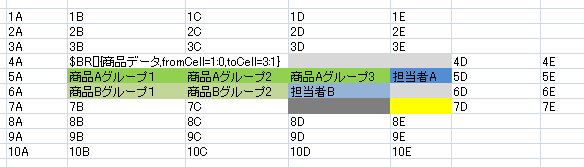 1A 1B 1C 1D 1E
2A 2B 2C 2D 2E
3A 3B 3C 3D 3E
4A $BR[]{商品データ,fromCell=1:0,toCell=3:1} 4D 4E
5A 商品Aグループ1 商品Aグループ2 商品Aグループ3 担当者A 5D 5E
6A 商品Bグループ1 商品Bグループ2 担当者B 6D 6E
7A 7B 7C 7D 7E
8A 8B 8C 8D 8E
9A 9B 9C 9D 9E
10A 10B 10C 10D 10E